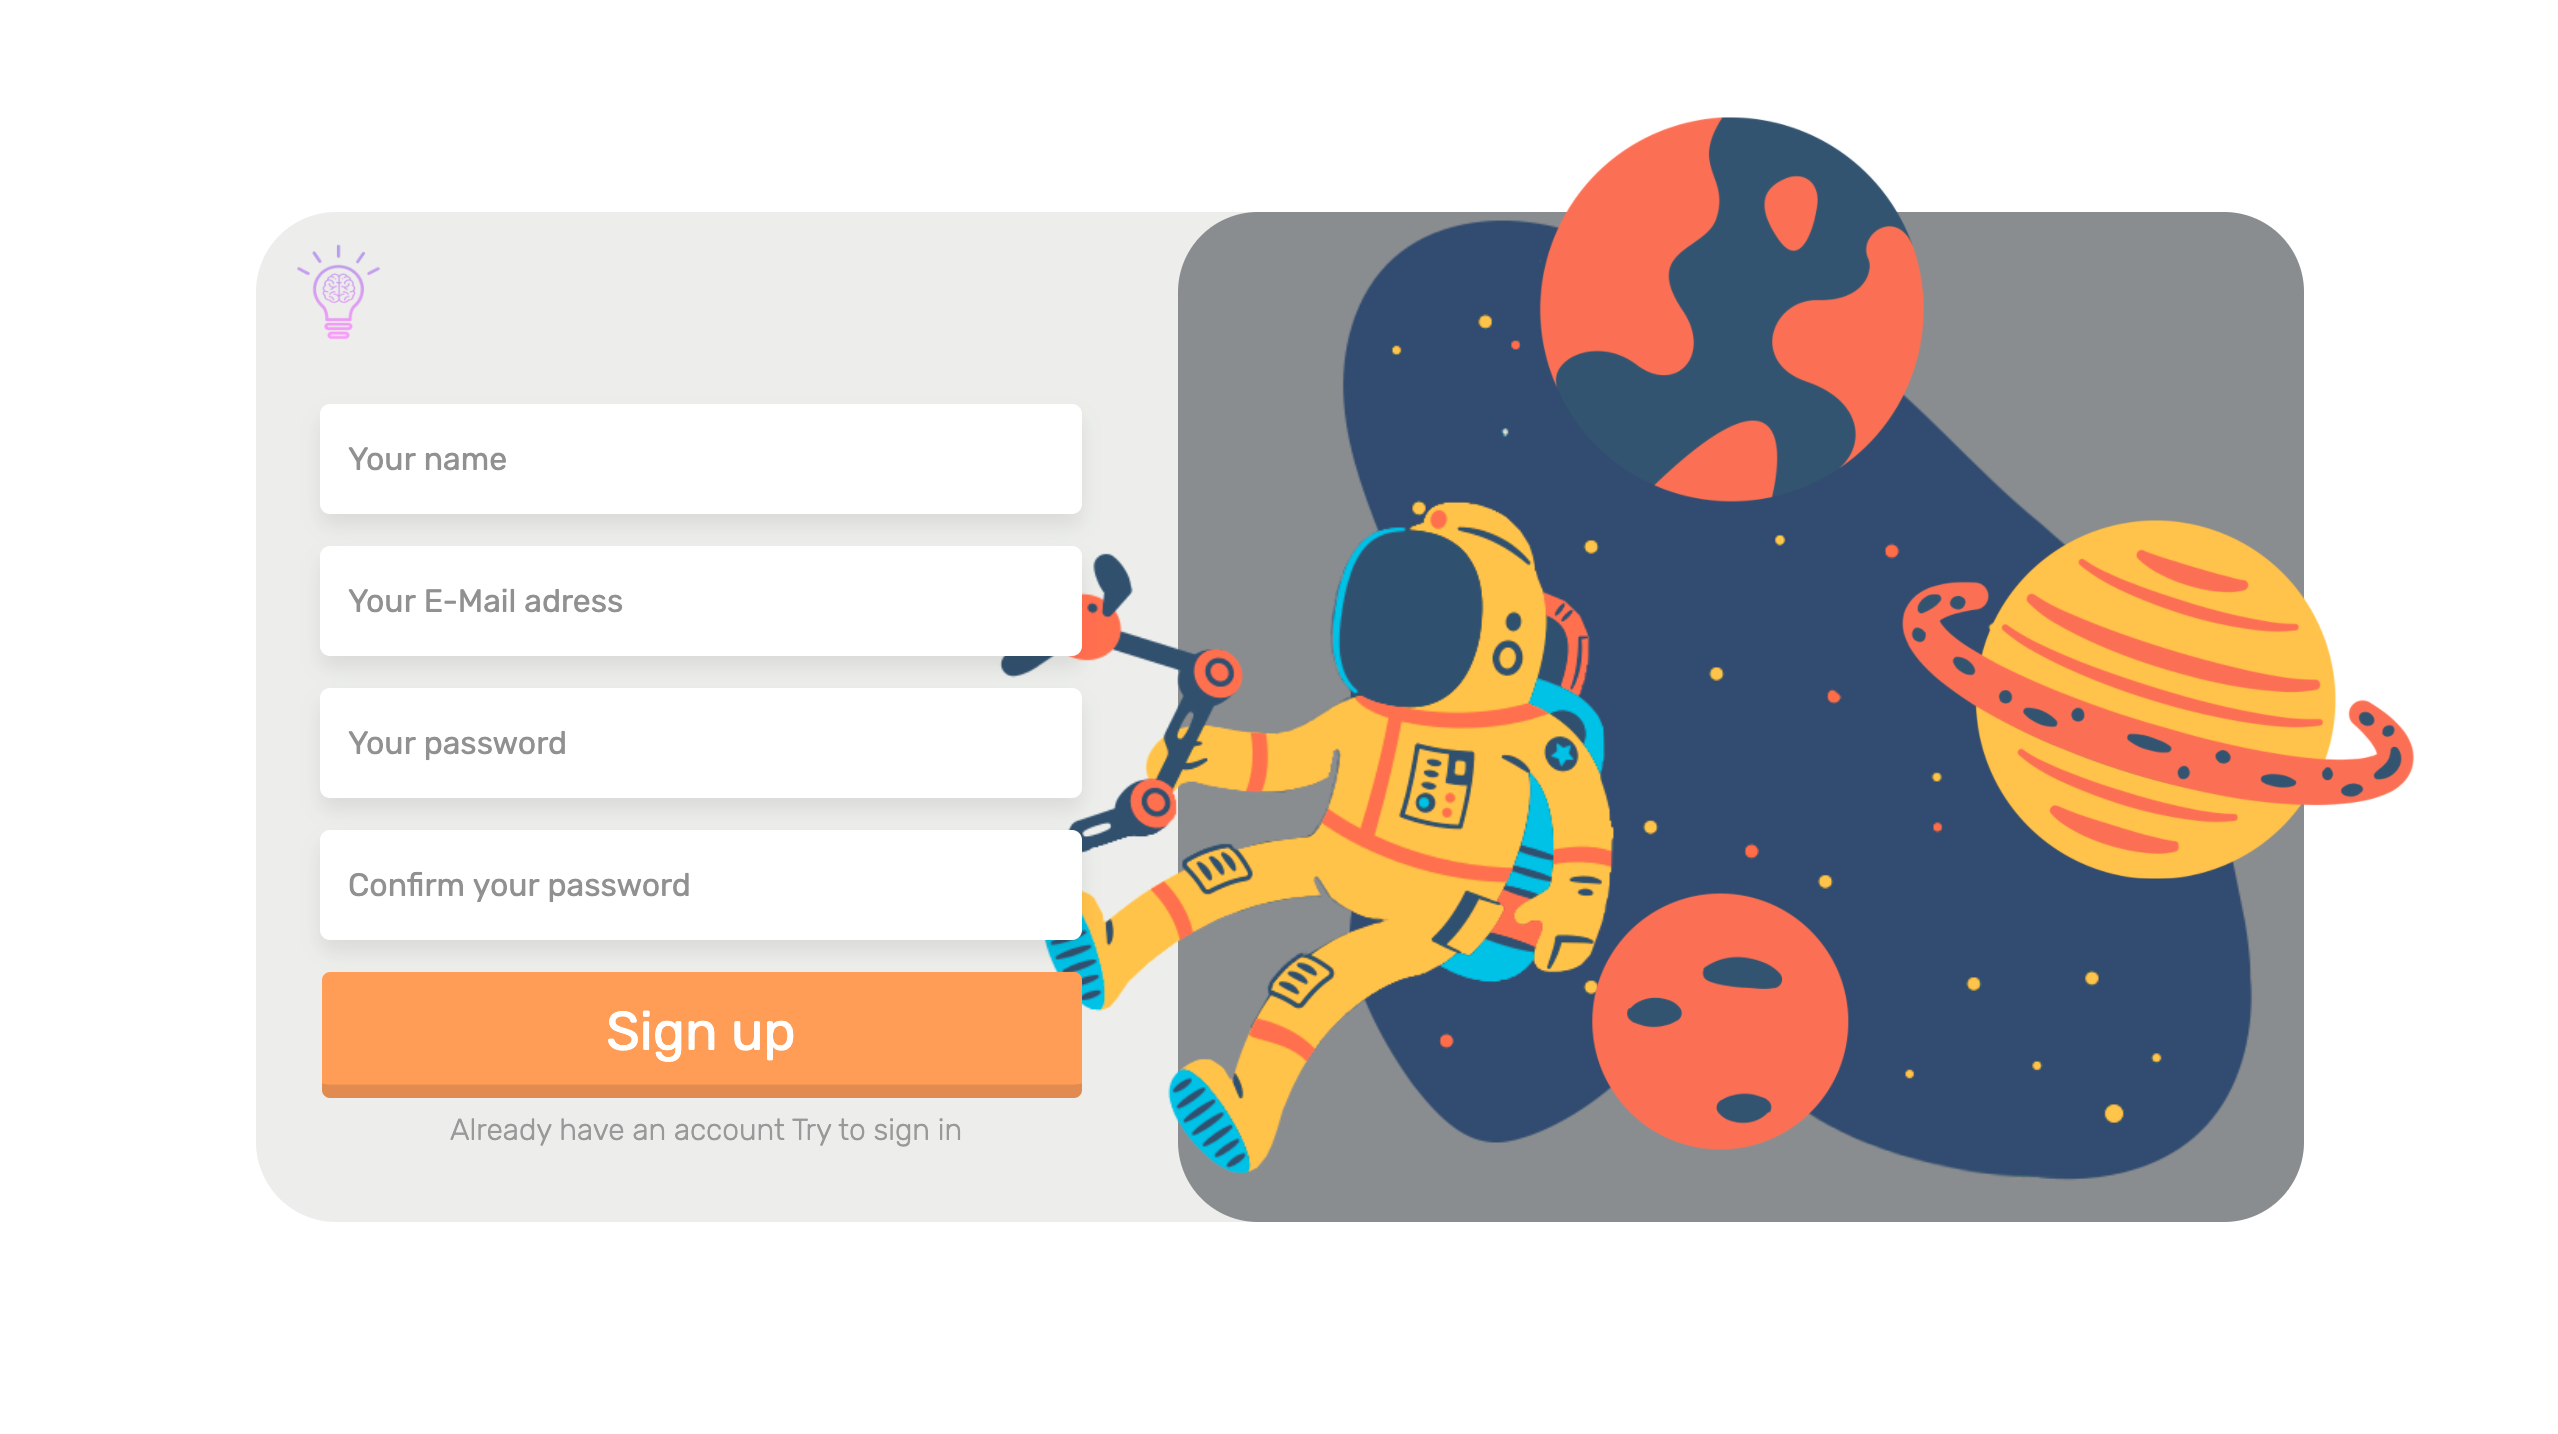 Your name
Your E-Mail adress
Your password
Confirm your password
Sign up
Already have an account Try to sign in